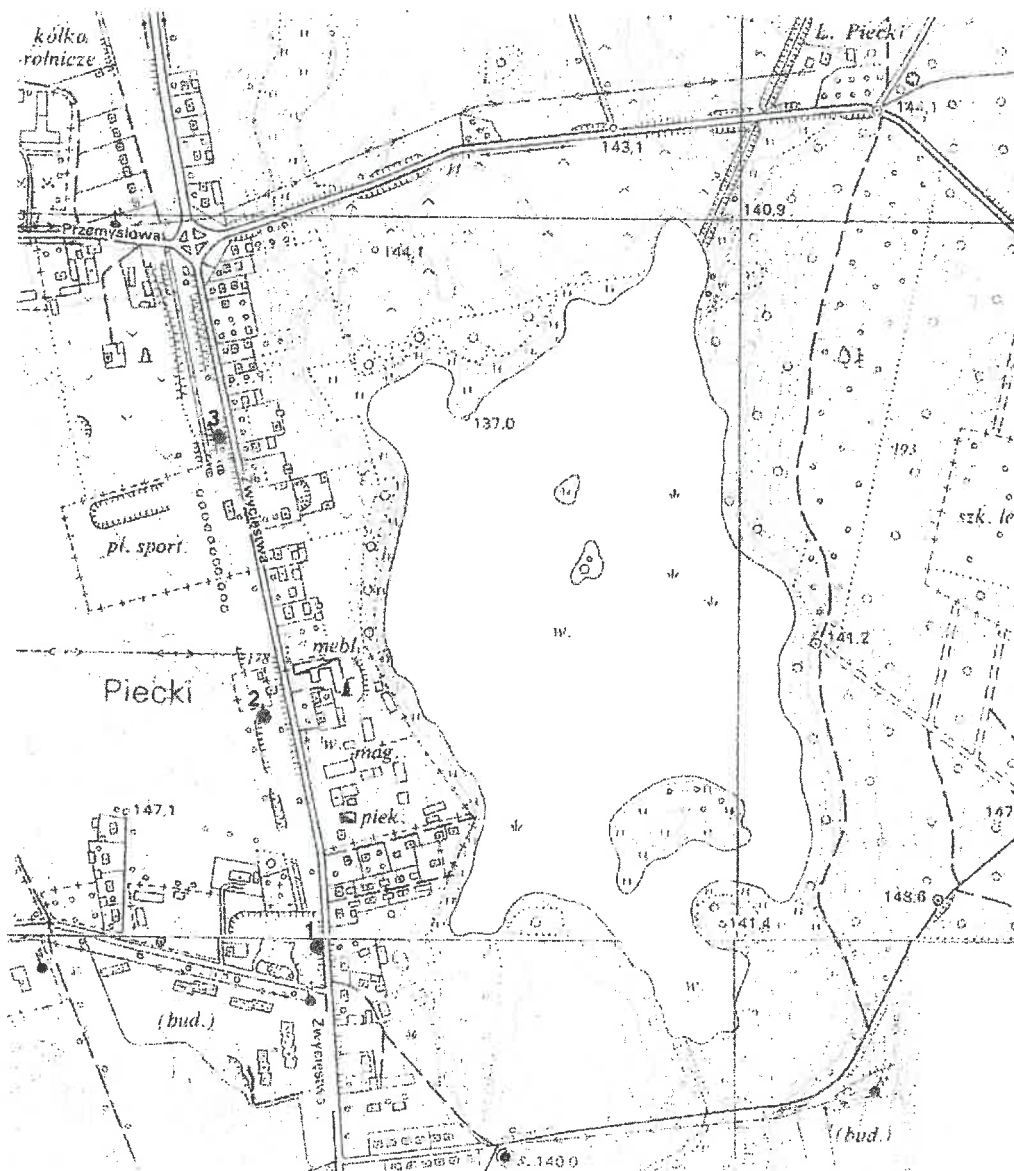 kółko
rolnicze
L. Piecki
144,1
143,1
140,9
Przemysłowa
144,1
3
137,0
193
szk. le
Zwycięstwa
pl. sport.
w.
141.2
mebl.
178
Piecki
2
w.
mag.
147,1
piek.
147
148.6
1
141,4
w.
(bud.)
Zwycięstwa
(bud.)
s. 140.0